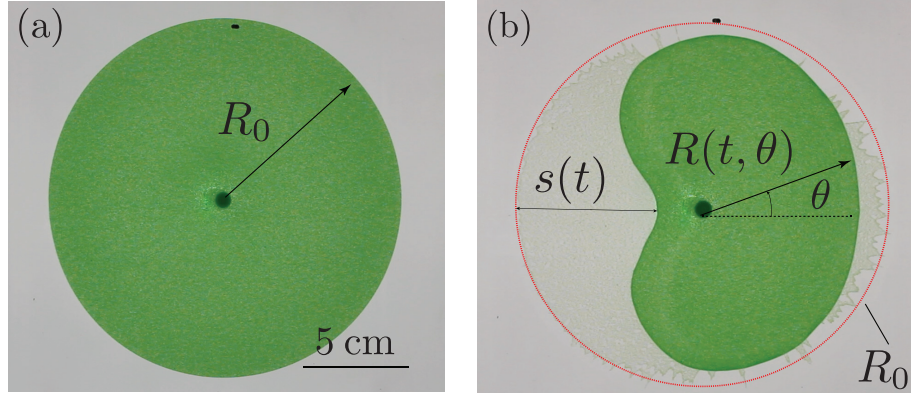 (a)
R₀
5 cm
(b)
R(t, θ)
s(t)
θ
R₀